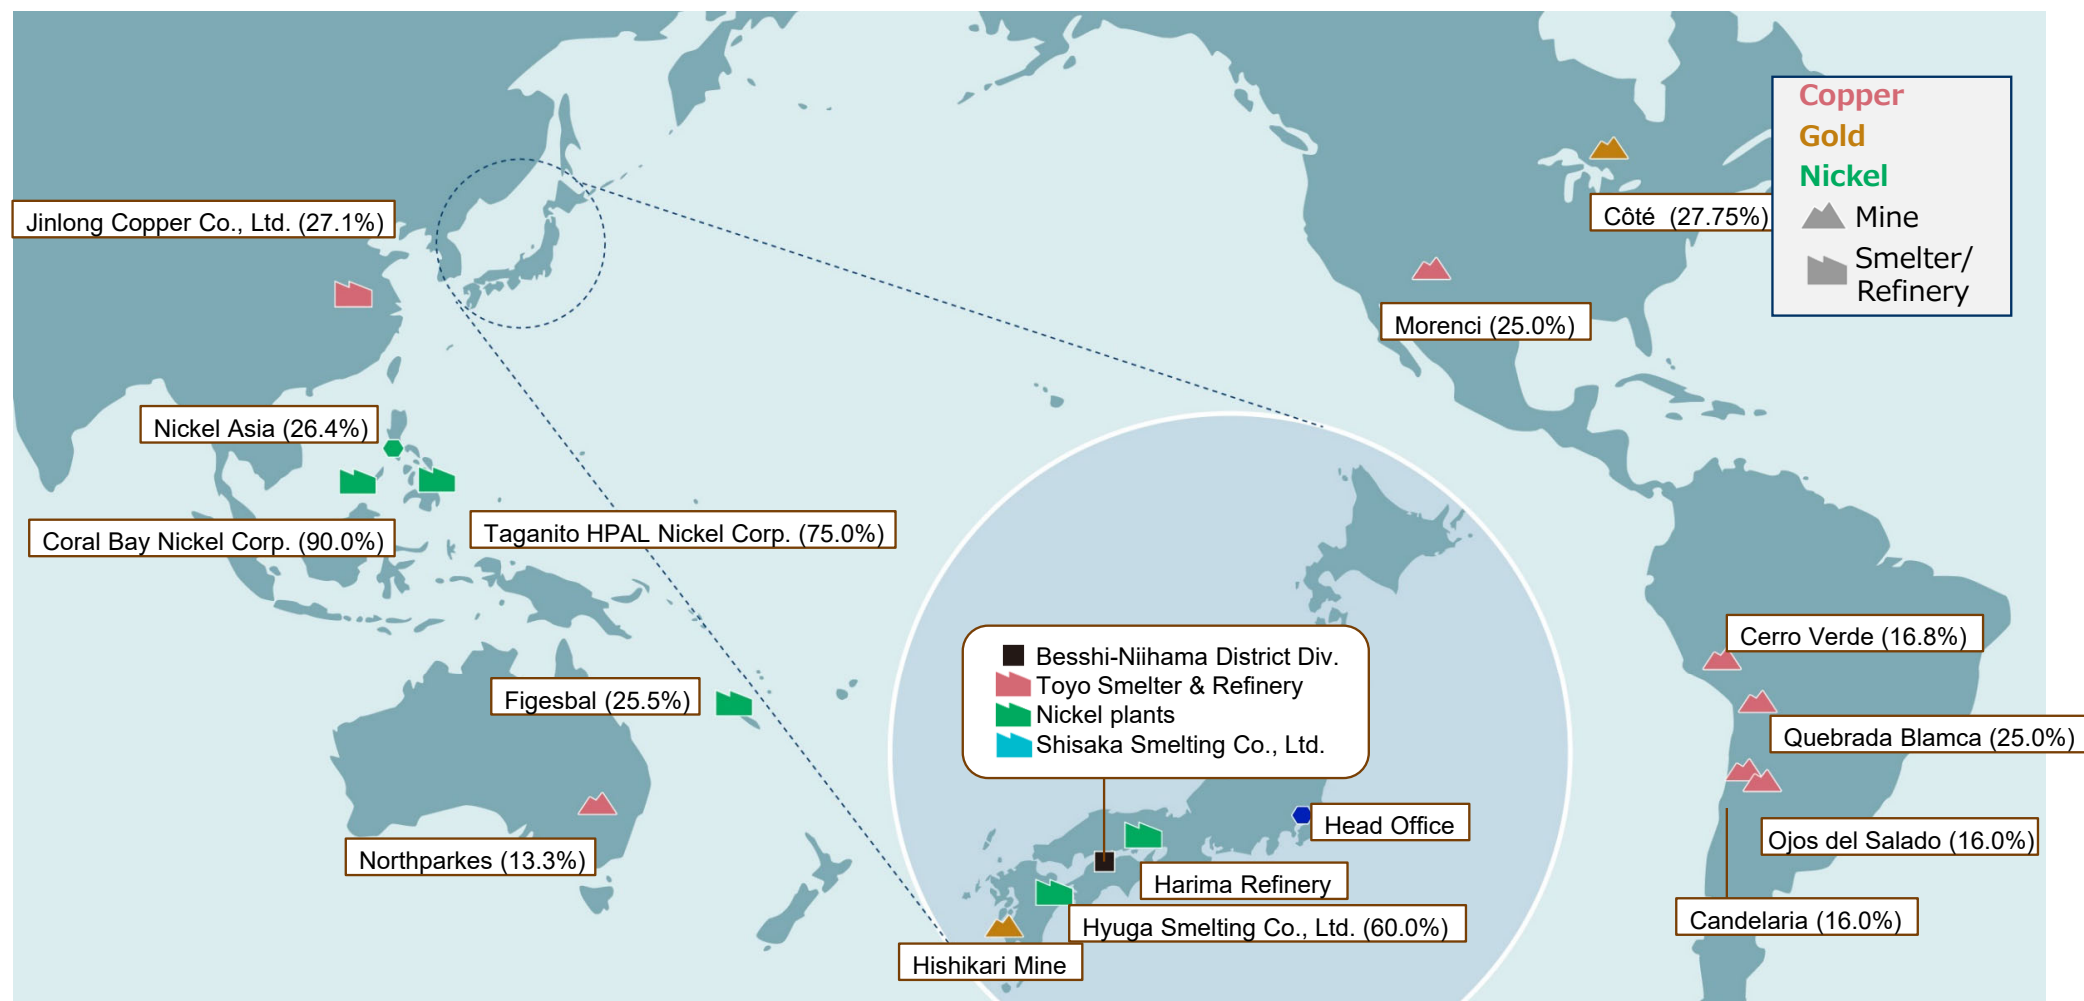 Copper
Gold
Nickel
Mine
Smelter/
Refinery
Jinlong Copper Co., Ltd. (27.1%)
Côté (27.75%)
Morenci (25.0%)
Nickel Asia (26.4%)
Coral Bay Nickel Corp. (90.0%)
Taganito HPAL Nickel Corp. (75.0%)
Cerro Verde (16.8%)
Besshi-Niihama District Div.
Toyo Smelter & Refinery
Nickel plants
Shisaka Smelting Co., Ltd.
Figesbal (25.5%)
Quebrada Blamca (25.0%)
Head Office
Ojos del Salado (16.0%)
Northparkes (13.3%)
Harima Refinery
Candelaria (16.0%)
Hyuga Smelting Co., Ltd. (60.0%)
Hishikari Mine